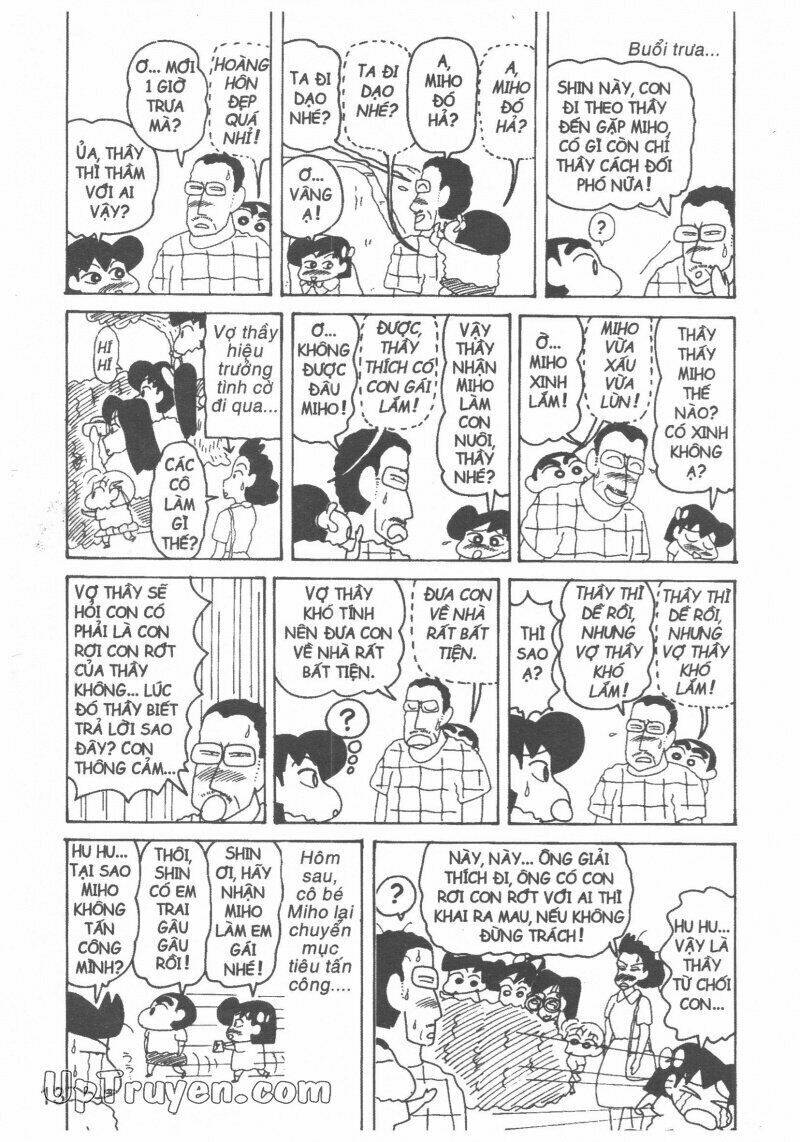 Buổi trưa...
SHIN NÀY, CON
ĐI THEO THẦY
ĐẾN GẶP MIHO,
CÓ GÌ CÒN CHỈ
THẦY CÁCH ĐỐI
PHÓ NỮA!
?
A,
MIHO
ĐÓ
HẢ?
A,
MIHO
ĐÓ
HẢ?
TA ĐI
DẠO
NHÉ?
TA ĐI
DẠO
NHÉ?
Ơ...
VÂNG
Ạ!
HOÀNG
HÔN
ĐẸP
QUÁ
NHỈ!
Ơ... MỚI
1 GIỜ
TRƯA
MÀ?
ỦA, THẦY
THÌ THẦM
VỚI AI
VẬY?
THẦY
THẤY
MIHO
THẾ
NÀO?
CÓ XINH
KHÔNG
Ạ?
MIHO
VỪA
XẤU
VỪA
LÙN!
Ờ...
MIHO
XINH
LẮM!
VẬY
THẦY
NHẬN
MIHO
LÀM
CON
NUÔI,
THẦY
NHÉ?
ĐƯỢC,
THẦY
THÍCH CÓ
CON GÁI
LẮM!
Ơ...
KHÔNG
ĐƯỢC
ĐÂU
MIHO!
Vợ thầy
hiệu
trưởng
tình cờ
đi qua...
HI
HI
CÁC
CÔ
LÀM
GÌ
THẾ?
THẦY THÌ
DỄ RỒI,
NHƯNG
VỢ THẦY
KHÓ
LẮM!
THẦY THÌ
DỄ RỒI,
NHƯNG
VỢ THẦY
KHÓ
LẮM!
THÌ
SAO
Ạ?
ĐƯA CON
VỀ NHÀ
RẤT BẤT
TIỆN.
VỢ THẦY
KHÓ TÍNH
NÊN ĐƯA CON
VỀ NHÀ RẤT
BẤT TIỆN.
?
VỢ THẦY SẼ
HỎI CON CÓ
PHẢI LÀ CON
RƠI CON RỚT
CỦA THẦY
KHÔNG... LÚC
ĐÓ THẦY BIẾT
TRẢ LỜI SAO
ĐÂY? CON
THÔNG CẢM...
HU HU...
VẬY LÀ
THẦY
TỪ CHỐI
CON...
NÀY, NÀY... ÔNG GIẢI
THÍCH ĐI, ÔNG CÓ CON
RƠI CON RỚT VỚI AI THÌ
KHAI RA MAU, NẾU KHÔNG
ĐỪNG TRÁCH!
?
Hôm
sau,
cô bé
Miho lại
chuyển
mục
tiêu tấn
công....
SHIN
ƠI, HÃY
NHẬN
MIHO
LÀM EM
GÁI
NHÉ!
THÔI,
SHIN
CÓ EM
TRAI
GÂU
GÂU
RỒI!
HU HU...
TẠI SAO
MIHO
KHÔNG
TẤN
CÔNG
MÌNH?
UpTruyen.com